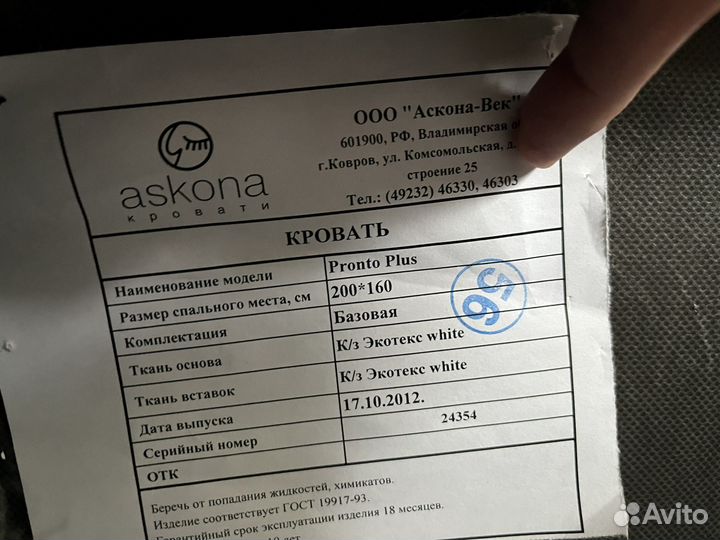 askona
кровати
ООО "Аскона-Век"
601900, РФ, Владимирская
г.Ковров, ул. Комсомольская, д.
строение 25
Тел.: (49232) 46330, 46303
КРОВАТЬ
Наименование модели Pronto Plus
Размер спального места, см 200*160
Комплектация Базовая
Ткань основа К/з Экотекс white
Ткань вставок К/з Экотекс white
Дата выпуска 17.10.2012.
Серийный номер 24354
ОТК
56
Беречь от попадания жидкостей, химикатов.
Изделие соответствует ГОСТ 19917-93.
Гарантийный срок эксплуатации изделия 18 месяцев.
10 лет.
Avito